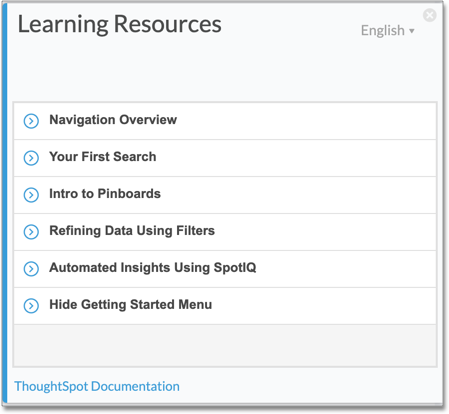 Learning Resources
English
Navigation Overview
Your First Search
Intro to Pinboards
Refining Data Using Filters
Automated Insights Using SpotIQ
Hide Getting Started Menu
ThoughtSpot Documentation